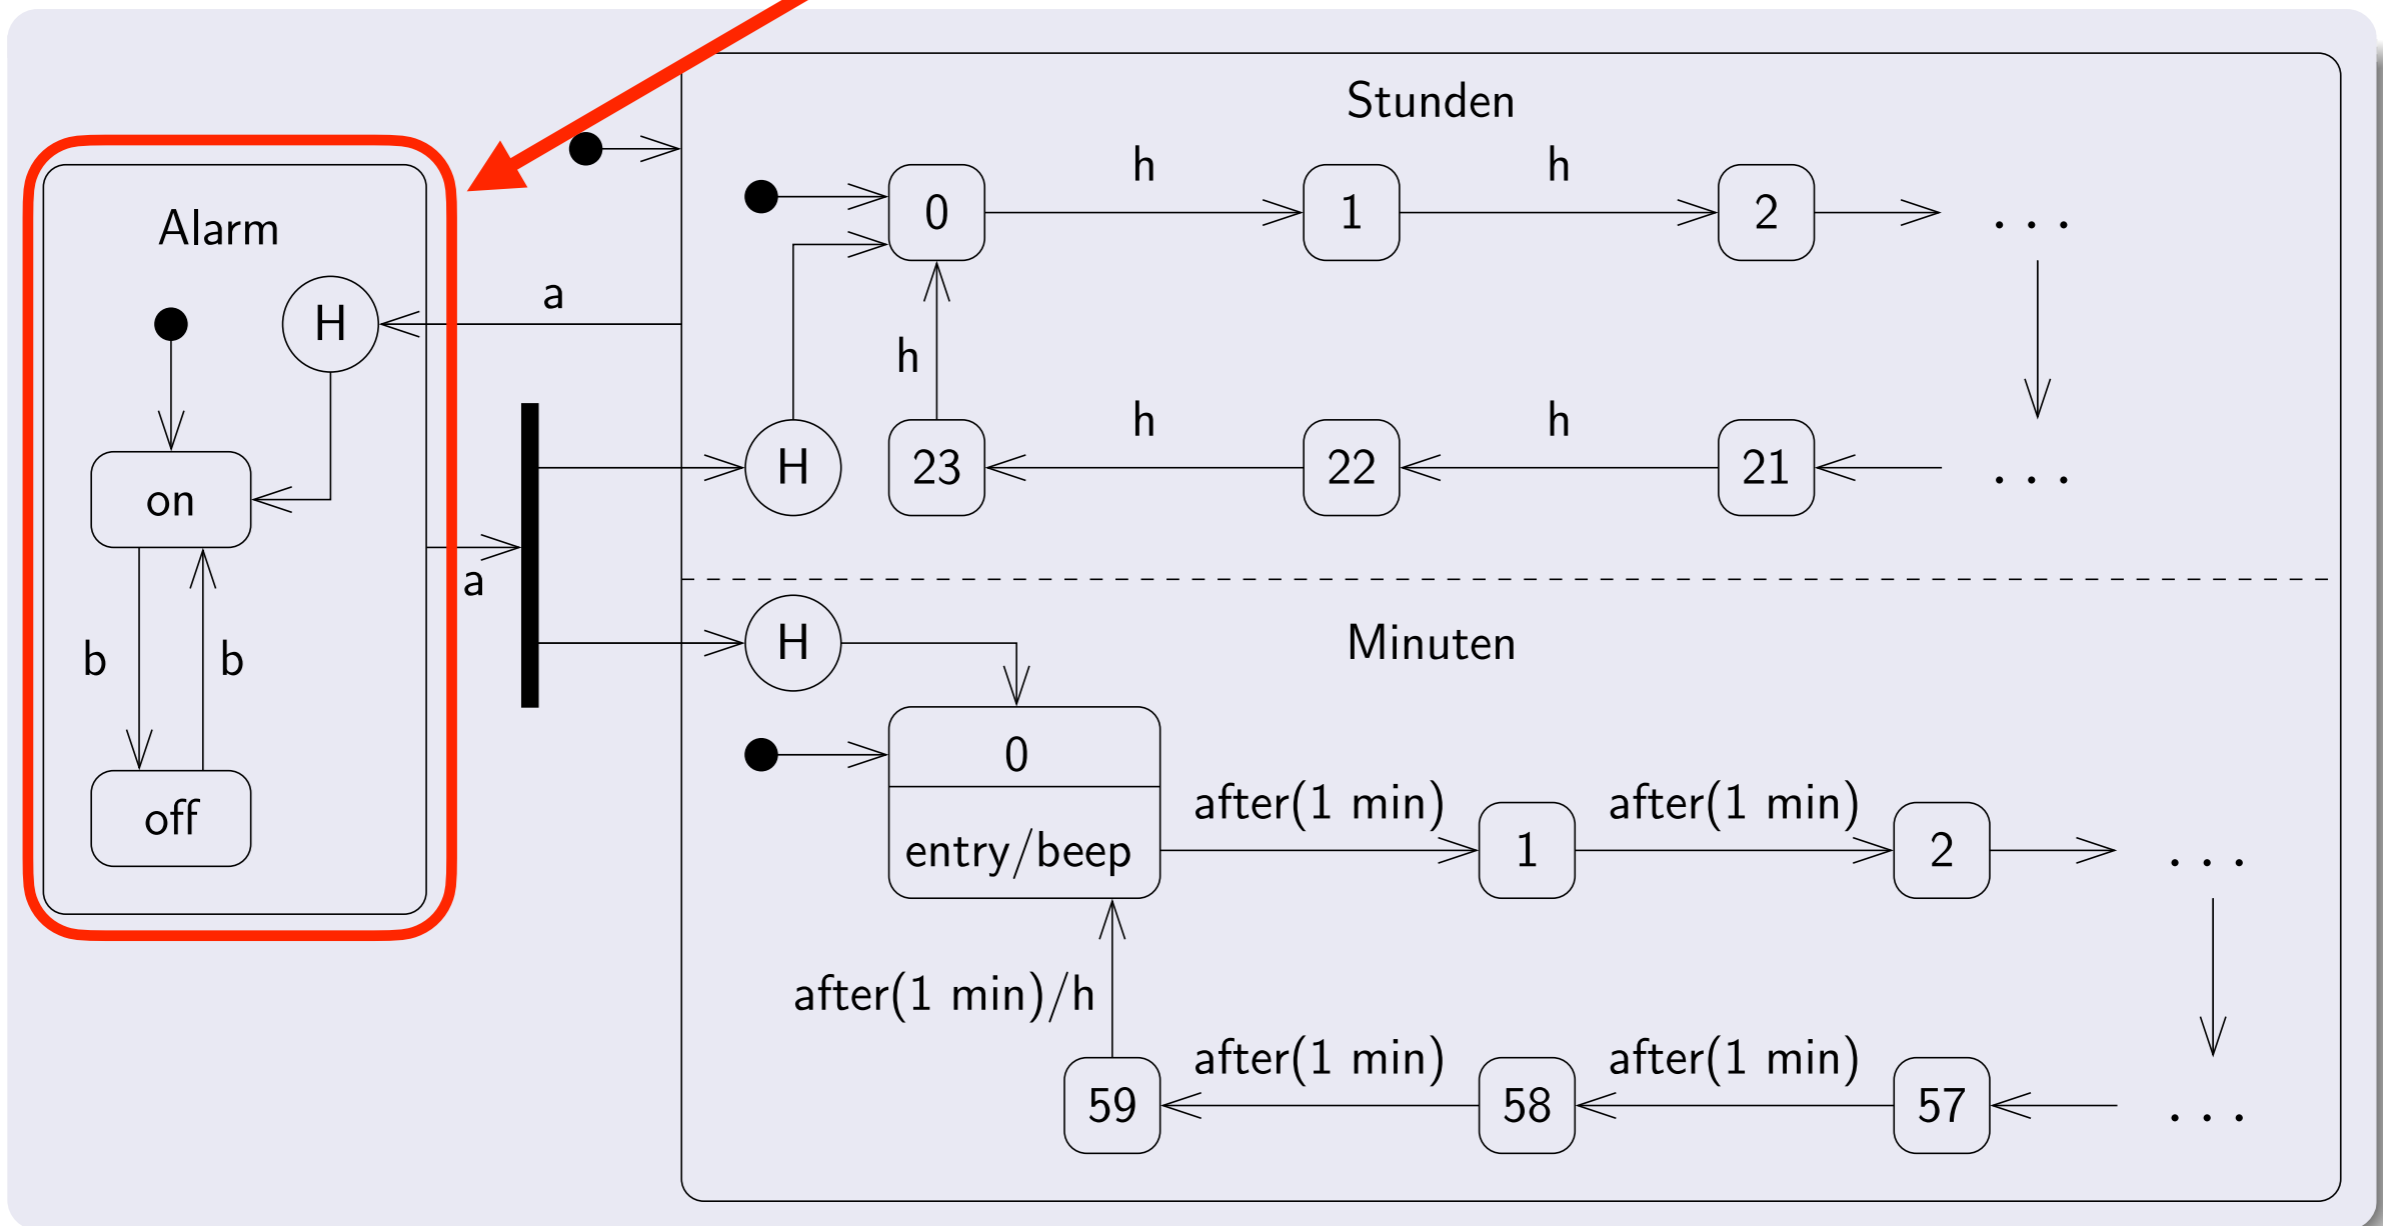 Stunden
h
h
0
1
2
...
Alarm
H
a
h
on
H
23
h
22
h
21
...
a
b
b
off
H
Minuten
0
entry/beep
after(1 min)
1
after(1 min)
2
...
after(1 min)/h
59
after(1 min)
58
after(1 min)
57
...